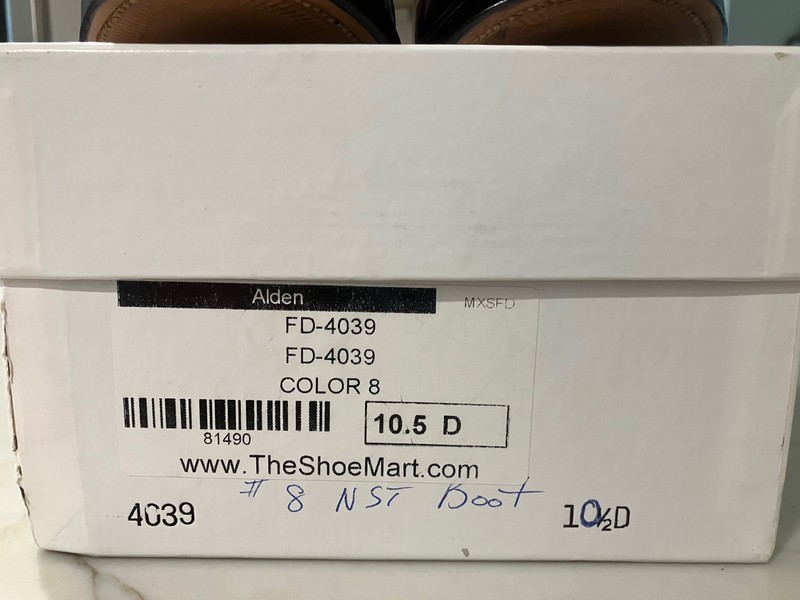 Alden
MXSFD
FD-4039
FD-4039
COLOR 8
10.5 D
81490
www.TheShoeMart.com
# 8 NST Boot
4039
10½D